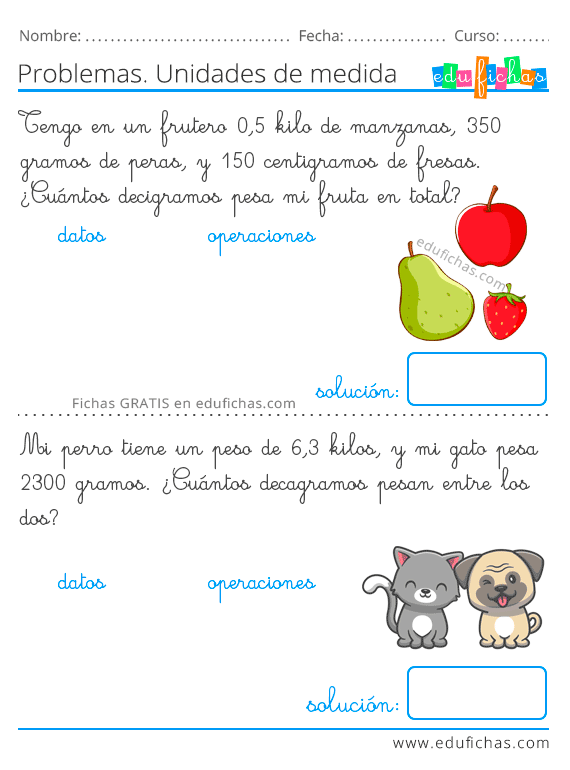 Nombre: ................................. Fecha: ................ Curso: ........
Problemas. Unidades de medida edufichas
Tengo en un frutero 0,5 kilo de manzanas, 350
gramos de peras, y 150 centigramos de fresas.
¿Cuántos decigramos pesa mi fruta en total?
datos operaciones
edufichas.com
solución:
Fichas GRATIS en edufichas.com
Mi perro tiene un peso de 6,3 kilos, y mi gato pesa
2300 gramos. ¿Cuántos decagramos pesan entre los
dos?
datos operaciones
solución:
www.edufichas.com